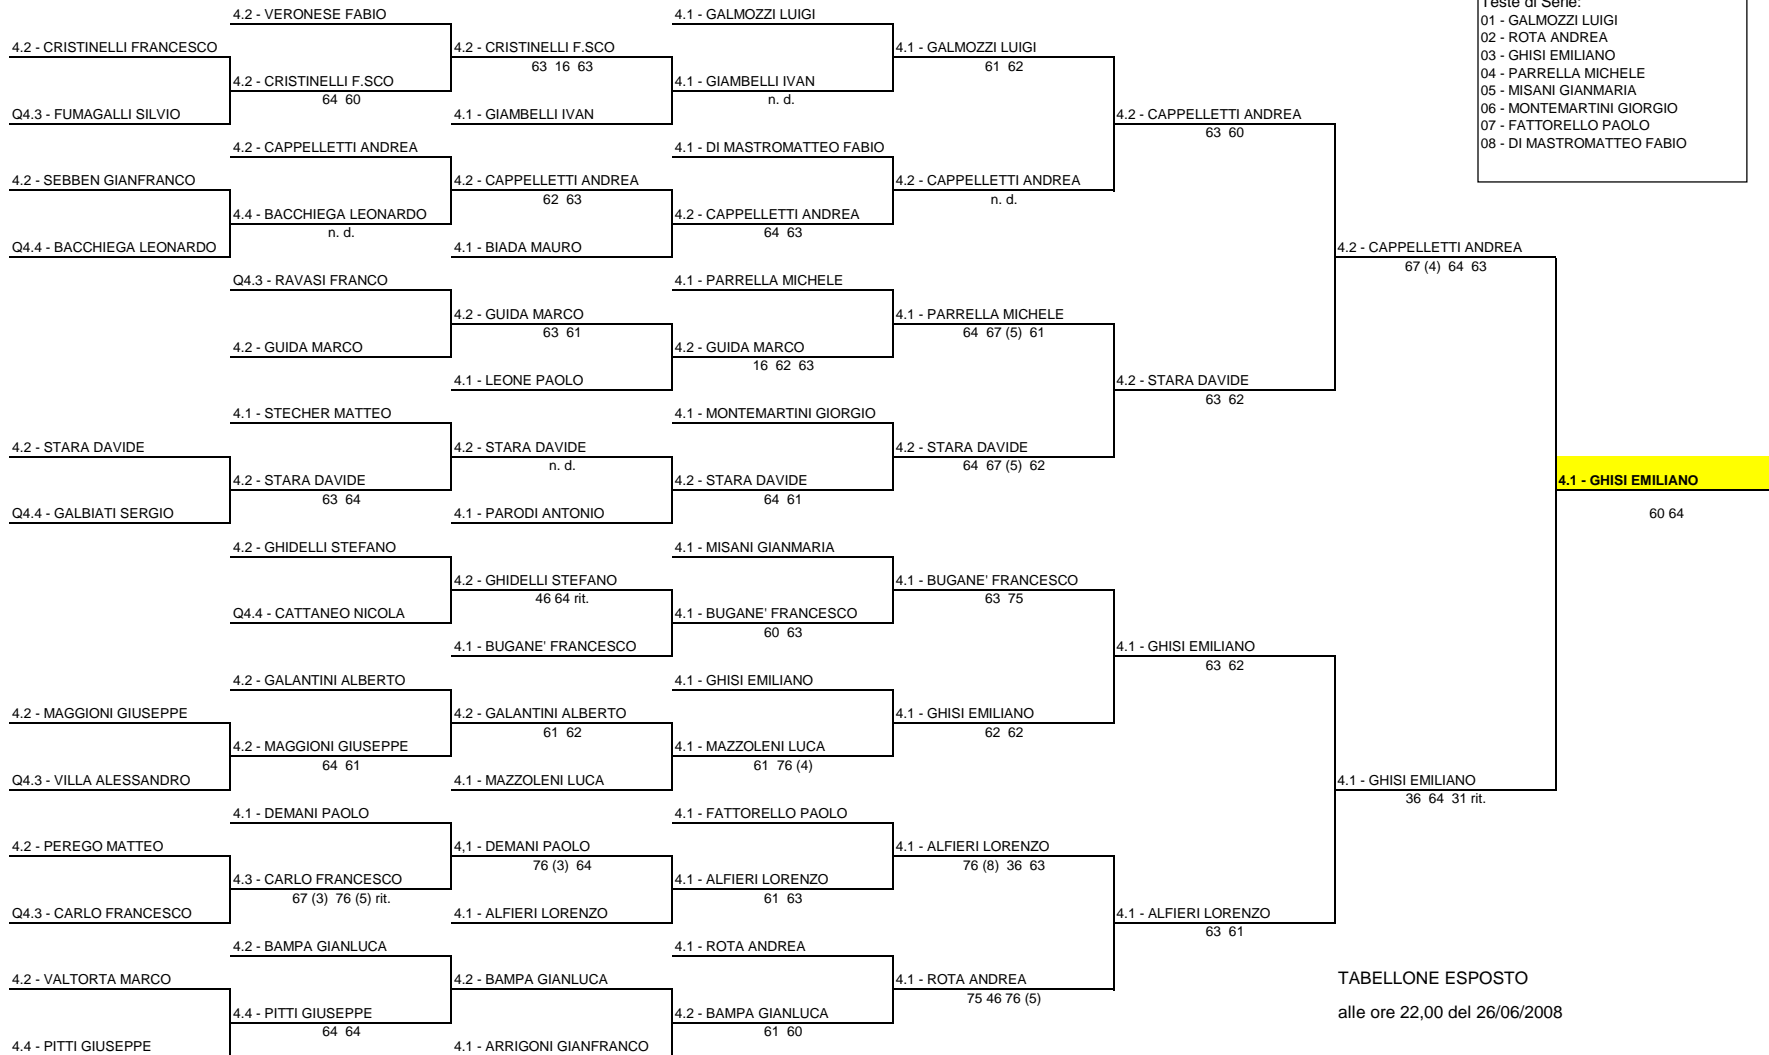 4.2 - VERONESE FABIO
4.1 - GALMOZZI LUIGI
Teste di Serie:
01 - GALMOZZI LUIGI
02 - ROTA ANDREA
03 - GHISI EMILIANO
04 - PARRELLA MICHELE
05 - MISANI GIANMARIA
06 - MONTEMARTINI GIORGIO
07 - FATTORELLO PAOLO
08 - DI MASTROMATTEO FABIO
4.2 - CRISTINELLI FRANCESCO
4.2 - CRISTINELLI F.SCO
63 16 63
4.1 - GALMOZZI LUIGI
61 62
4.2 - CRISTINELLI F.SCO
64 60
4.1 - GIAMBELLI IVAN
n. d.
Q4.3 - FUMAGALLI SILVIO
4.1 - GIAMBELLI IVAN
4.2 - CAPPELLETTI ANDREA
63 60
4.2 - CAPPELLETTI ANDREA
4.1 - DI MASTROMATTEO FABIO
4.2 - SEBBEN GIANFRANCO
4.2 - CAPPELLETTI ANDREA
62 63
4.2 - CAPPELLETTI ANDREA
n. d.
4.4 - BACCHIEGA LEONARDO
n. d.
4.2 - CAPPELLETTI ANDREA
64 63
Q4.4 - BACCHIEGA LEONARDO
4.1 - BIADA MAURO
4.2 - CAPPELLETTI ANDREA
67 (4) 64 63
Q4.3 - RAVASI FRANCO
4.1 - PARRELLA MICHELE
4.2 - GUIDA MARCO
63 61
4.1 - PARRELLA MICHELE
64 67 (5) 61
4.2 - GUIDA MARCO
4.2 - GUIDA MARCO
16 62 63
4.1 - LEONE PAOLO
4.2 - STARA DAVIDE
63 62
4.1 - STECHER MATTEO
4.1 - MONTEMARTINI GIORGIO
4.2 - STARA DAVIDE
4.2 - STARA DAVIDE
n. d.
4.2 - STARA DAVIDE
64 67 (5) 62
4.2 - STARA DAVIDE
63 64
4.2 - STARA DAVIDE
64 61
4.1 - GHISI EMILIANO
60 64
Q4.4 - GALBIATI SERGIO
4.1 - PARODI ANTONIO
4.2 - GHIDELLI STEFANO
4.1 - MISANI GIANMARIA
4.2 - GHIDELLI STEFANO
46 64 rit.
4.1 - BUGANE' FRANCESCO
63 75
Q4.4 - CATTANEO NICOLA
4.1 - BUGANE' FRANCESCO
60 63
4.1 - BUGANE' FRANCESCO
4.1 - GHISI EMILIANO
63 62
4.2 - GALANTINI ALBERTO
4.1 - GHISI EMILIANO
4.2 - MAGGIONI GIUSEPPE
4.2 - GALANTINI ALBERTO
61 62
4.1 - GHISI EMILIANO
62 62
4.2 - MAGGIONI GIUSEPPE
64 61
4.1 - MAZZOLENI LUCA
61 76 (4)
Q4.3 - VILLA ALESSANDRO
4.1 - MAZZOLENI LUCA
4.1 - GHISI EMILIANO
36 64 31 rit.
4.1 - DEMANI PAOLO
4.1 - FATTORELLO PAOLO
4.2 - PEREGO MATTEO
4,1 - DEMANI PAOLO
76 (3) 64
4.1 - ALFIERI LORENZO
76 (8) 36 63
4.3 - CARLO FRANCESCO
67 (3) 76 (5) rit.
4.1 - ALFIERI LORENZO
61 63
Q4.3 - CARLO FRANCESCO
4.1 - ALFIERI LORENZO
4.1 - ALFIERI LORENZO
63 61
4.2 - BAMPA GIANLUCA
4.1 - ROTA ANDREA
4.2 - VALTORTA MARCO
4.2 - BAMPA GIANLUCA
4.1 - ROTA ANDREA
75 46 76 (5)
TABELLONE ESPOSTO
4.4 - PITTI GIUSEPPE
64 64
4.2 - BAMPA GIANLUCA
61 60
alle ore 22,00 del 26/06/2008
4.4 - PITTI GIUSEPPE
4.1 - ARRIGONI GIANFRANCO